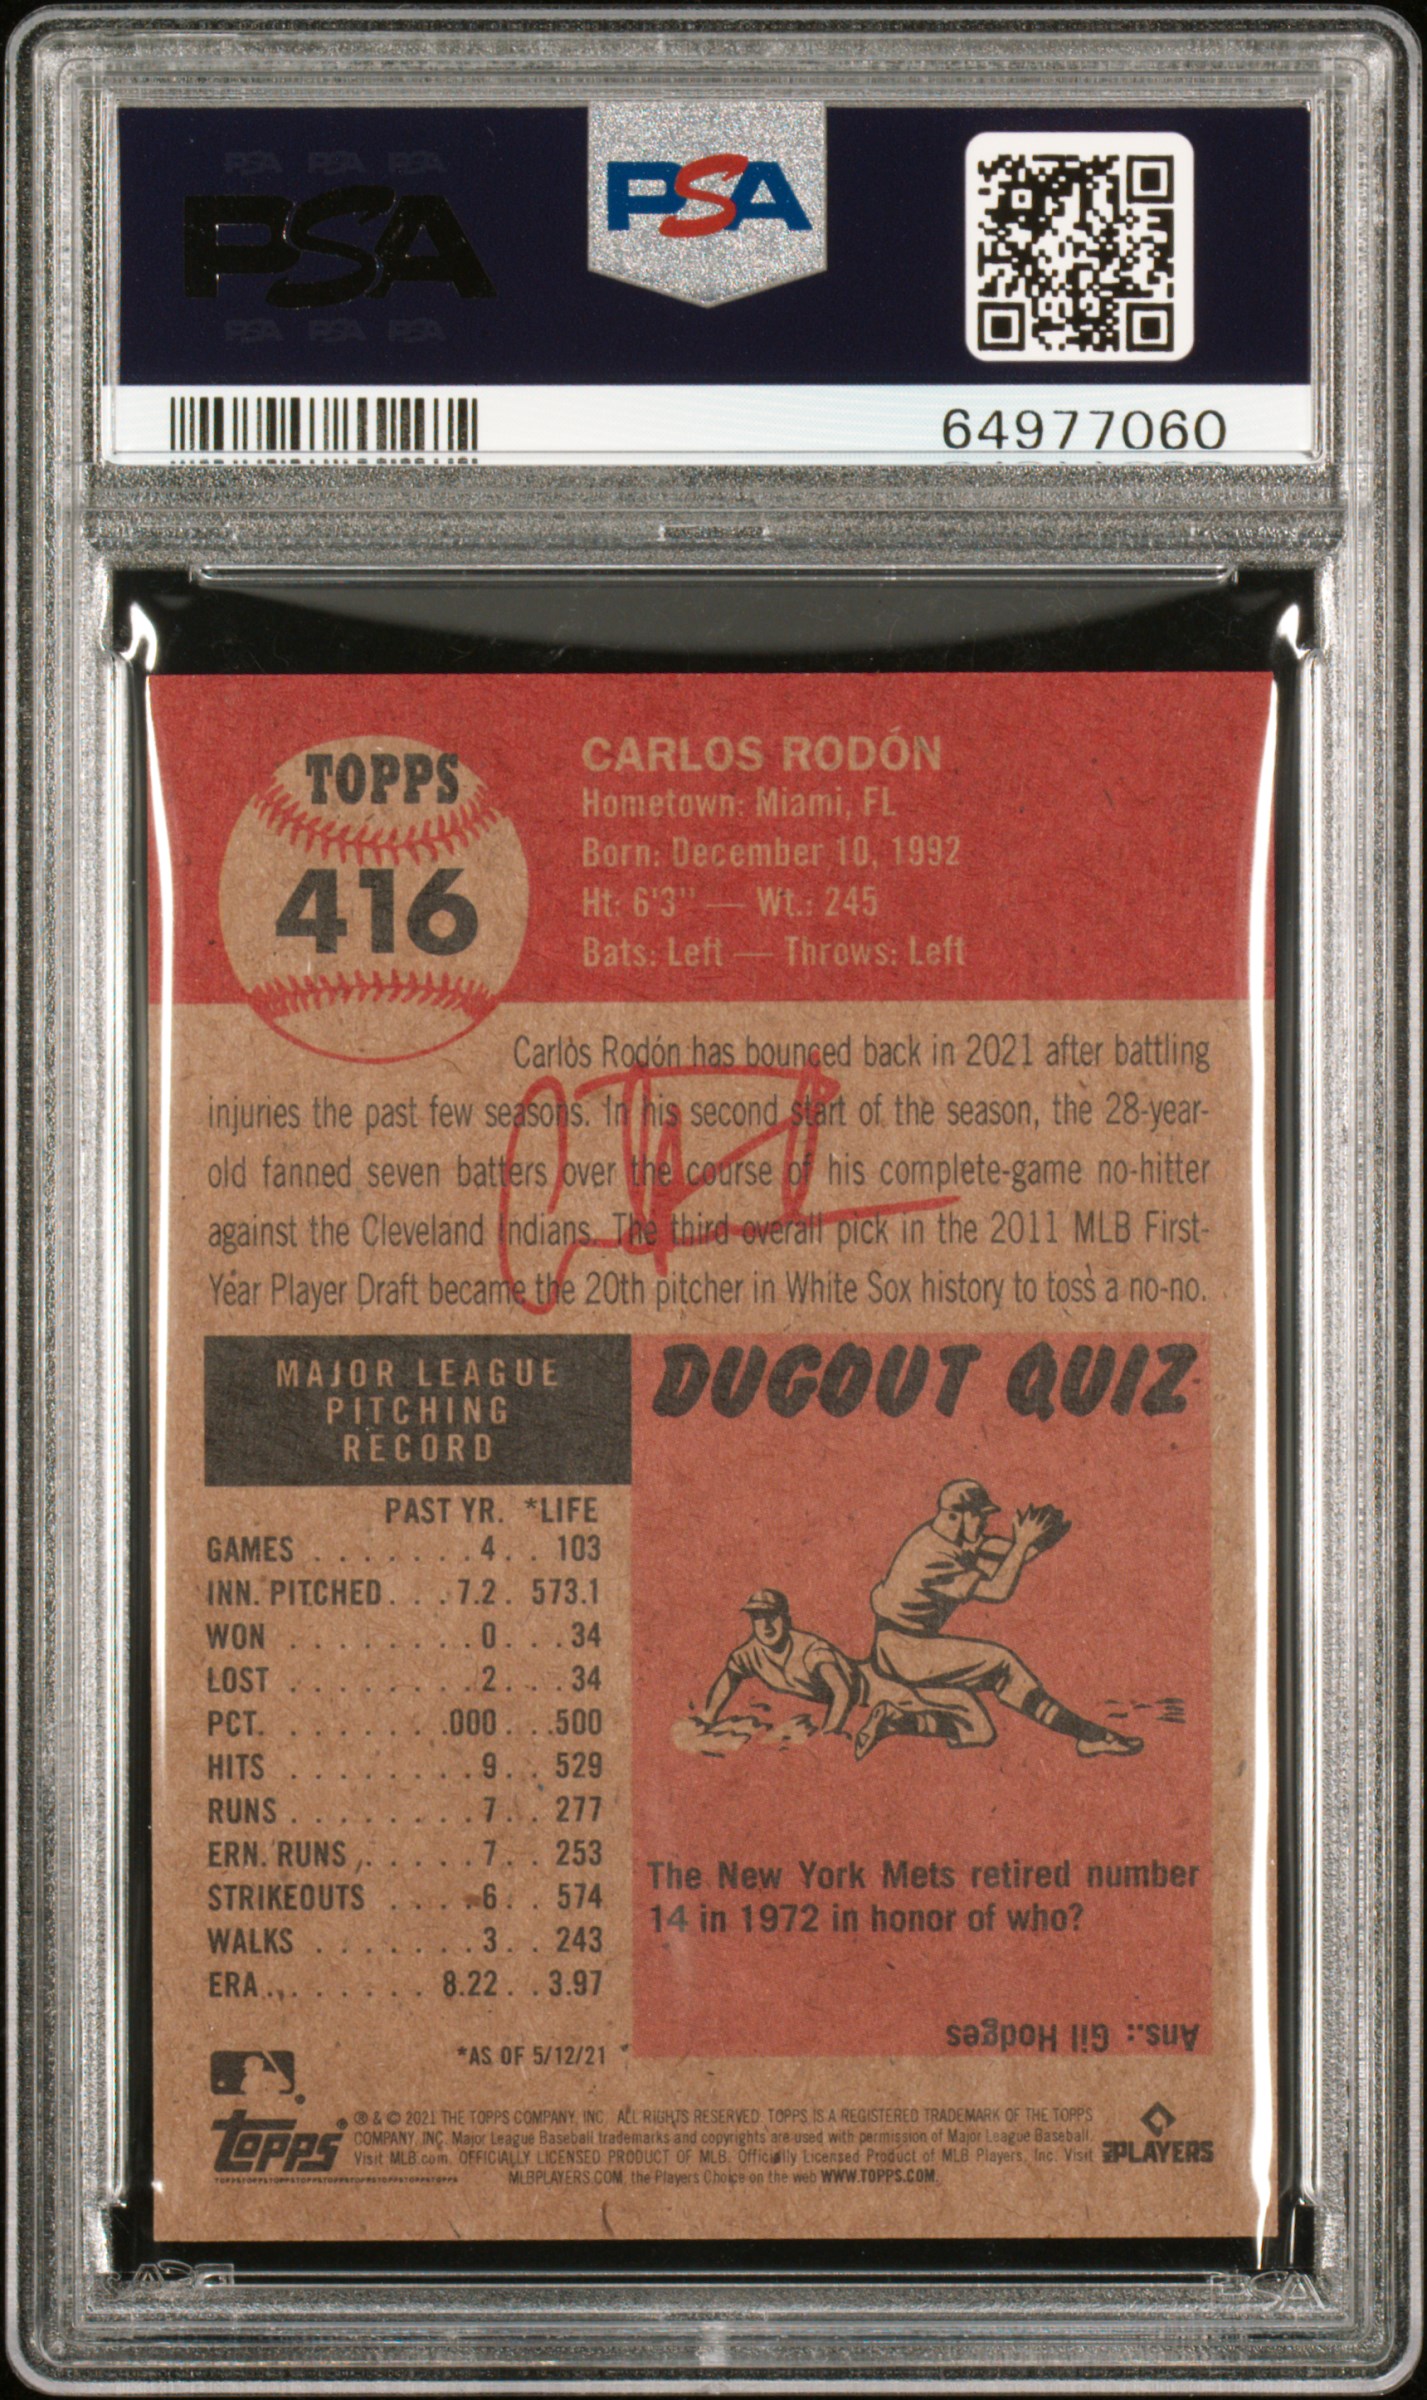 PSA PSA PSA
PSA
PSA PSA PSA
PSA
64977060
TOPPS
416
CARLOS RODÓN
Hometown: Miami, FL
Born: December 10, 1992
Ht: 6'3" — Wt.: 245
Bats: Left — Throws: Left
Carlos Rodón has bounced back in 2021 after battling
injuries the past few seasons. In his second start of the season, the 28-year-
old fanned seven batters over the course of his complete-game no-hitter
against the Cleveland Indians. The third overall pick in the 2011 MLB First-
Year Player Draft became the 20th pitcher in White Sox history to toss a no-no.
MAJOR LEAGUE
PITCHING
RECORD
PAST YR. *LIFE
GAMES . . . . . . . 4 . . 103
INN. PITCHED . . . 7.2 . 573.1
WON . . . . . . . . . 0 . . . 34
LOST . . . . . . . . . 2 . . . 34
PCT. . . . . . . . .000 . . .500
HITS . . . . . . . . . 9 . . 529
RUNS . . . . . . . . 7 . . 277
ERN. RUNS . . . . . . 7 . . 253
STRIKEOUTS . . . . 6 . . 574
WALKS . . . . . . . 3 . . 243
ERA . . . . . . . . 8.22 . . 3.97
*AS OF 5/12/21
DUGOUT QUIZ
The New York Mets retired number
14 in 1972 in honor of who?
Ans.: Gil Hodges
topps
® & © 2021 THE TOPPS COMPANY, INC. ALL RIGHTS RESERVED. TOPPS IS A REGISTERED TRADEMARK OF THE TOPPS
COMPANY, INC. Major League Baseball trademarks and copyrights are used with permission of Major League Baseball.
Visit MLB.com. OFFICIALLY LICENSED PRODUCT OF MLB. Officially Licensed Product of MLB Players, Inc. Visit
MLBPLAYERS.COM, the Players Choice on the web WWW.TOPPS.COM.
TOPPSTOPPSTOPPSTOPPSTOPPSTOPPSTOPPSTOPPS
PLAYERS
PSA
PSA